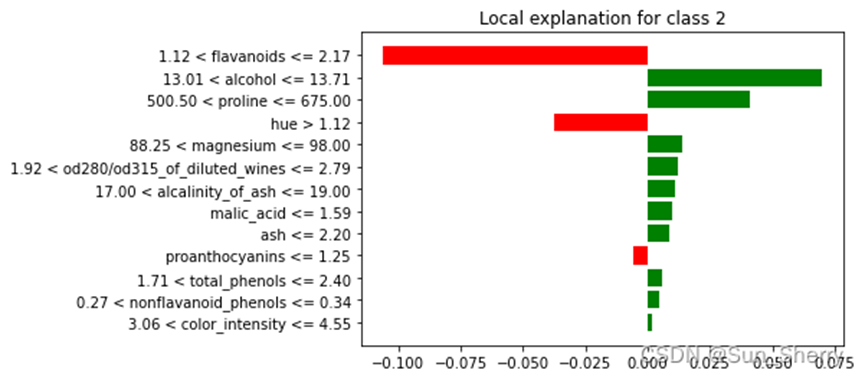 Local explanation for class 2
1.12 < flavanoids <= 2.17
13.01 < alcohol <= 13.71
500.50 < proline <= 675.00
hue > 1.12
88.25 < magnesium <= 98.00
1.92 < od280/od315_of_diluted_wines <= 2.79
17.00 < alcalinity_of_ash <= 19.00
malic_acid <= 1.59
ash <= 2.20
proanthocyanins <= 1.25
1.71 < total_phenols <= 2.40
0.27 < nonflavanoid_phenols <= 0.34
3.06 < color_intensity <= 4.55
−0.100 −0.075 −0.050 −0.025 0.000 0.025 0.050 0.075
CSDN @Sun_Sherry